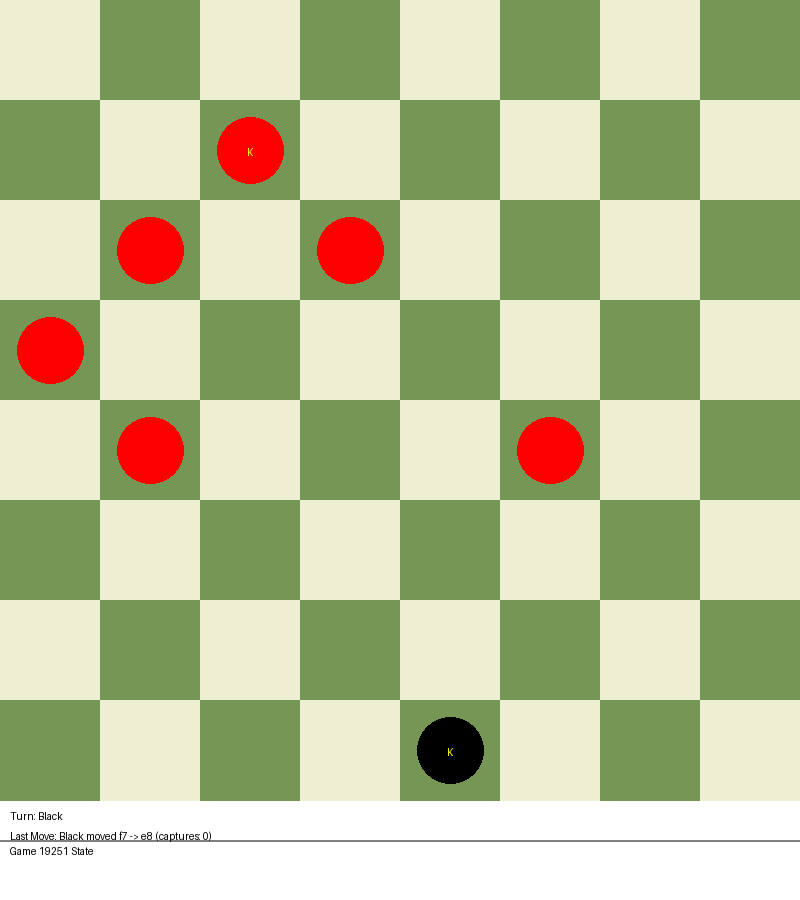 K
K
Turn: Black
Last Move: Black moved f7 -> e8 (captures: 0)
Game 19251 State